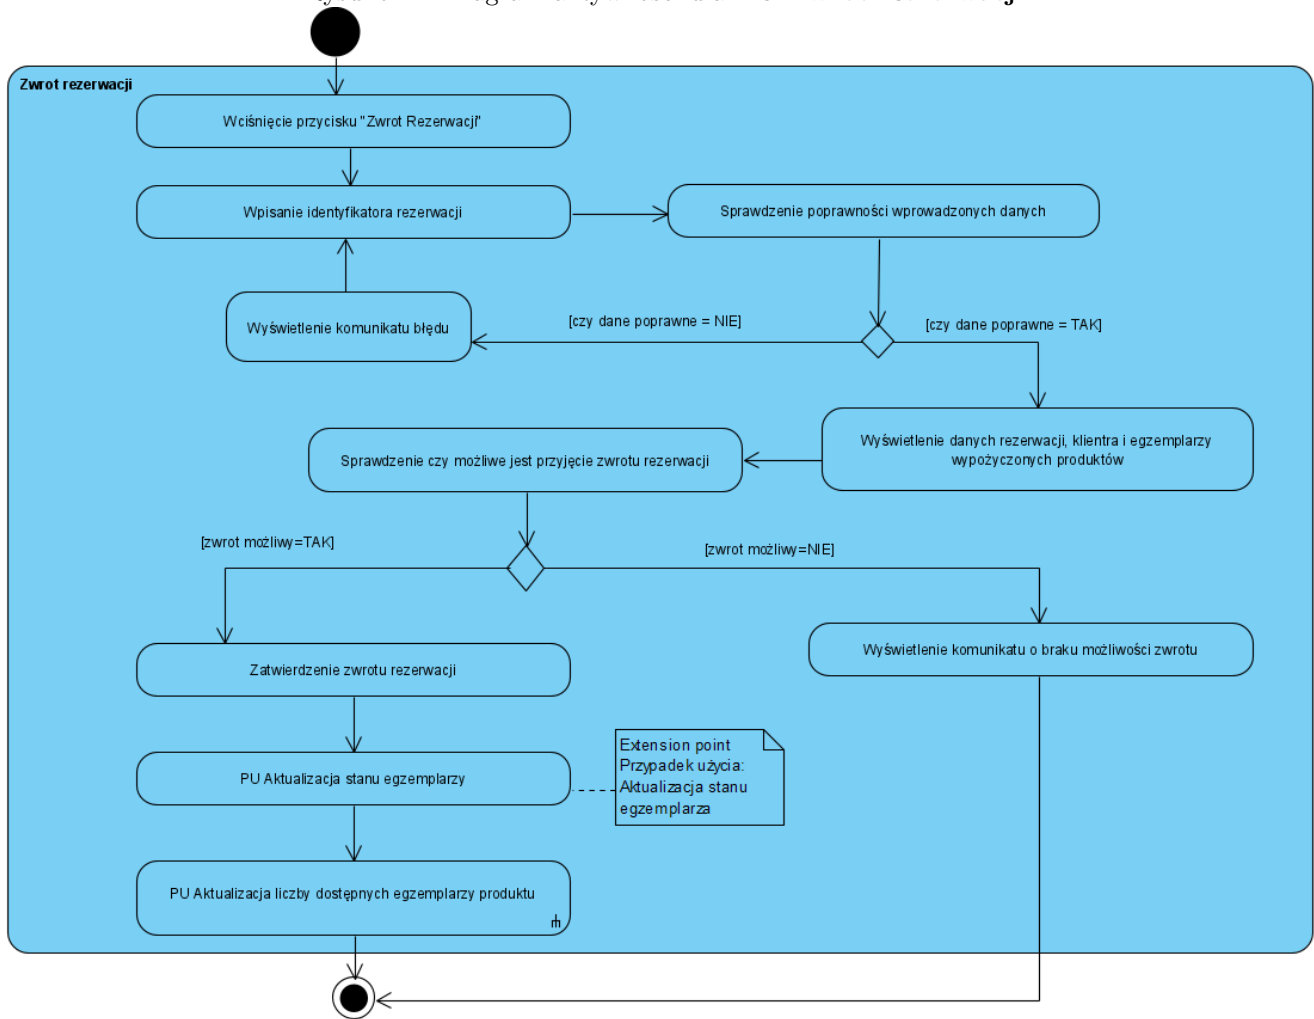 Zwrot rezerwacji
Wciśnięcie przycisku "Zwrot Rezerwacji"
Wpisanie identyfikatora rezerwacji
Sprawdzenie poprawności wprowadzonych danych
Wyświetlenie komunikatu błędu
[czy dane poprawne = NIE]
[czy dane poprawne = TAK]
Wyświetlenie danych rezerwacji, klientra i egzemplarzy
wypożyczonych produktów
Sprawdzenie czy możliwe jest przyjęcie zwrotu rezerwacji
[zwrot możliwy=TAK]
[zwrot możliwy=NIE]
Zatwierdzenie zwrotu rezerwacji
Wyświetlenie komunikatu o braku możliwości zwrotu
PU Aktualizacja stanu egzemplarzy
Extension point
Przypadek użycia:
Aktualizacja stanu
egzemplarza
PU Aktualizacja liczby dostępnych egzemplarzy produktu